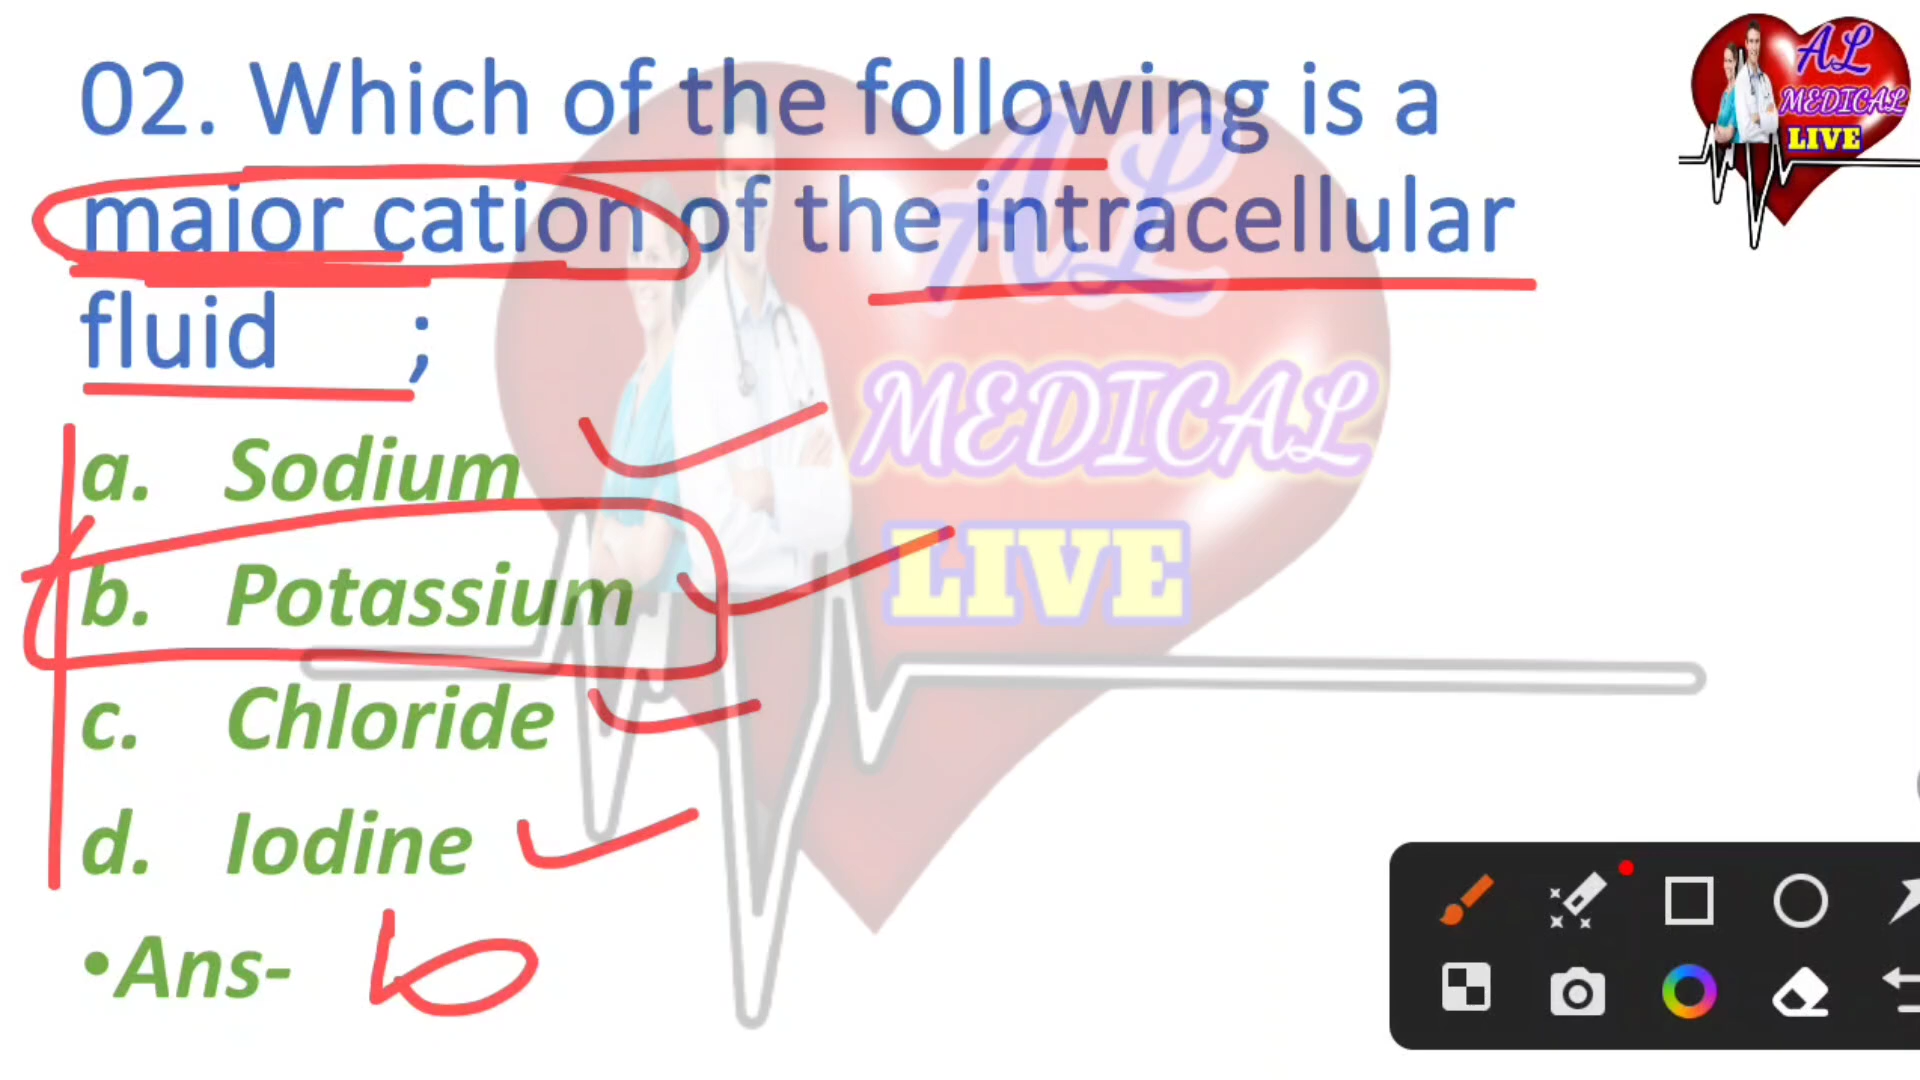 02. Which of the following is a
major cation of the intracellular
fluid ;
a. Sodium
b. Potassium
c. Chloride
d. Iodine
•Ans- b
AL
MEDICAL
LIVE
AL
MEDICAL
LIVE